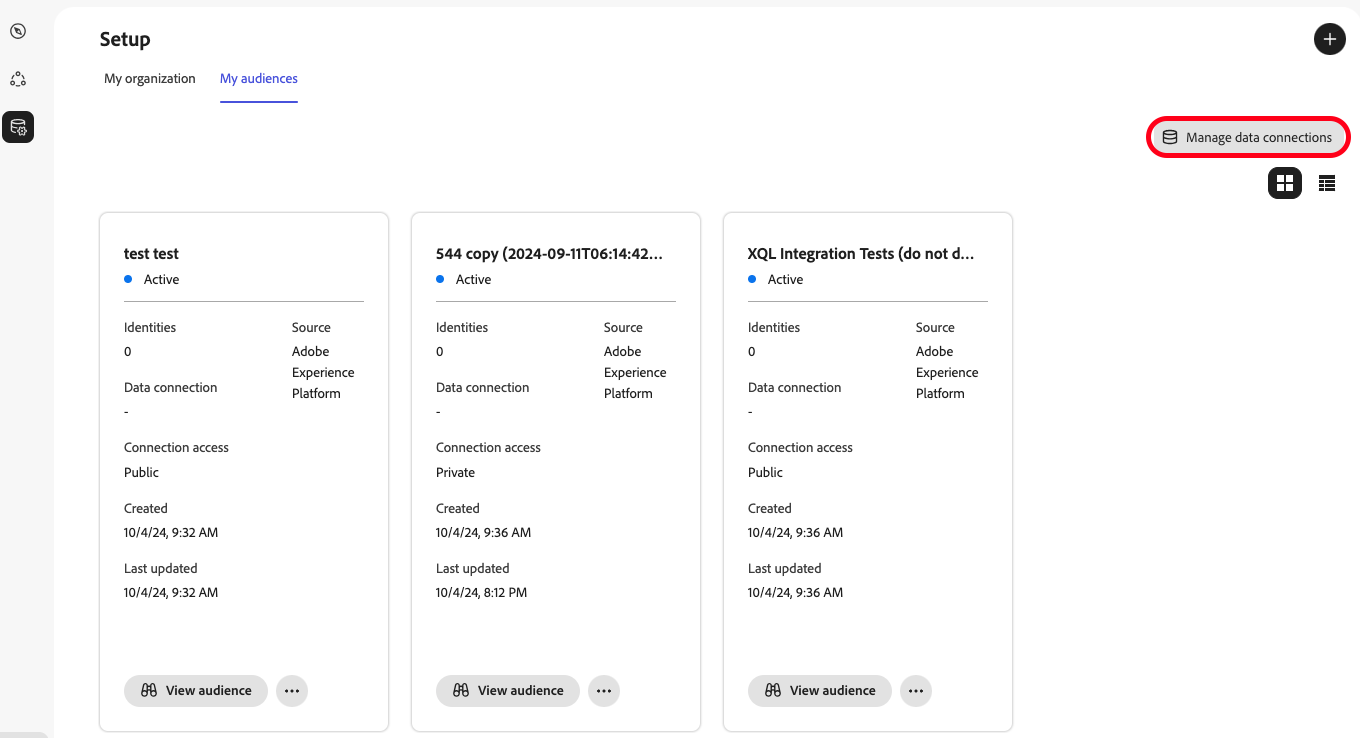 Setup
My organization
My audiences
Manage data connections
test test
Active
Identities
0
Source
Adobe
Experience
Platform
Data connection
-
Connection access
Public
Created
10/4/24, 9:32 AM
Last updated
10/4/24, 9:32 AM
View audience
544 copy (2024-09-11T06:14:42...
Active
Identities
0
Source
Adobe
Experience
Platform
Data connection
-
Connection access
Private
Created
10/4/24, 9:36 AM
Last updated
10/4/24, 8:12 PM
View audience
XQL Integration Tests (do not d...
Active
Identities
0
Source
Adobe
Experience
Platform
Data connection
-
Connection access
Public
Created
10/4/24, 9:36 AM
Last updated
10/4/24, 9:36 AM
View audience